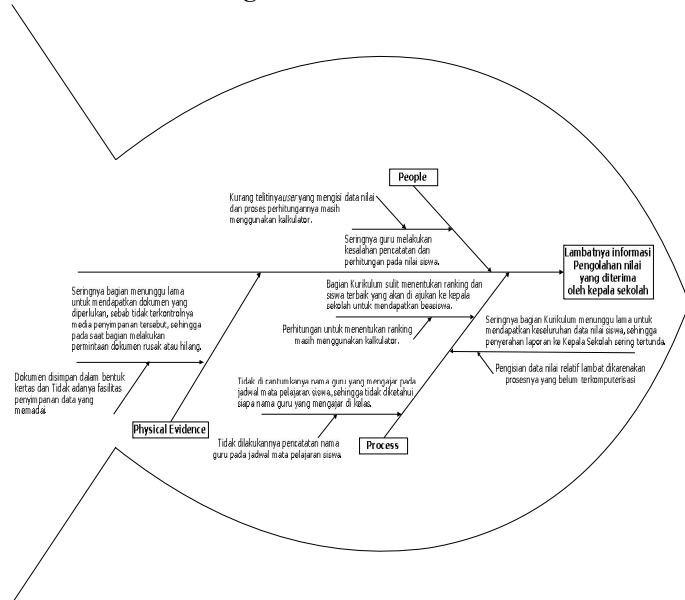 People
Kurang telitinya user yang mengisi data nilai
dan proses perhitungannya masih
menggunakan kalkulator.
Seringnya guru melakukan
kesalahan pencatatan dan
perhitungan pada nilai siswa.
Lambatnya informasi
Pengolahan nilai
yang diterima
oleh kepala sekolah
Seringnya bagian menunggu lama
untuk mendapatkan dokumen yang
diperlukan, sebab tidak terkontrolnya
media penyimpanan tersebut, sehingga
pada saat bagian melakukan
permintaan dokumen rusak atau hilang.
Dokumen disimpan dalam bentuk
kertas dan Tidak adanya fasilitas
penyimpanan data yang
memadai
Physical Evidence
Bagian Kurikulum sulit menentukan ranking dan
siswa terbaik yang akan di ajukan ke kepala
sekolah untuk mendapatkan beasiswa.
Perhitungan untuk menentukan ranking
masih menggunakan kalkulator.
Seringnya bagian Kurikulum menunggu lama untuk
mendapatkan keseluruhan data nilai siswa, sehingga
penyerahan laporan ke Kepala Sekolah sering tertunda.
Pengisian data nilai relatif lambat dikarenakan
prosesnya yang belum terkomputerisasi
Tidak di cantumkanya nama guru yang mengajar pada
jadwal mata pelajaran siswa, sehingga tidak diketahui
siapa nama guru yang mengajar di kelas.
Tidak dilakukannya pencatatan nama
guru pada jadwal mata pelajaran siswa.
Process